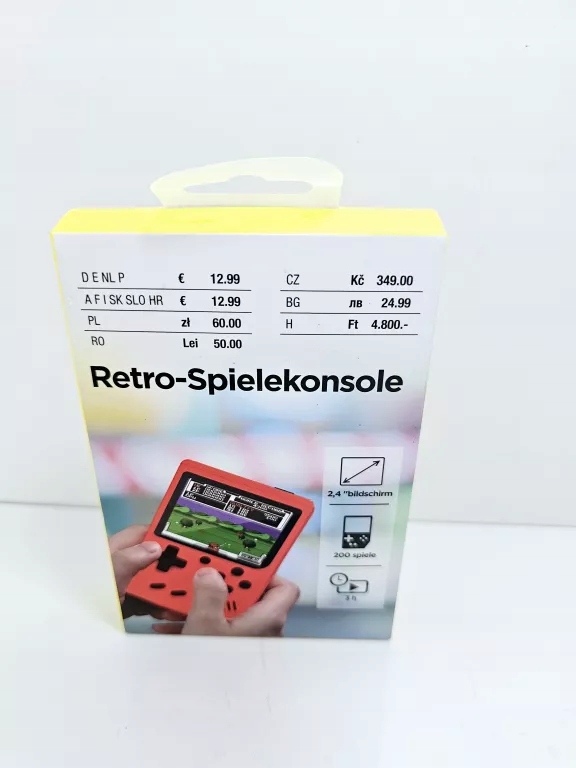 D E NL P € 12.99
A F I SK SLO HR € 12.99
PL zł 60.00
RO Lei 50.00
CZ Kč 349.00
BG лв 24.99
H Ft 4.800.-
Retro-Spielekonsole
2,4 "bildschirm
200 spiele